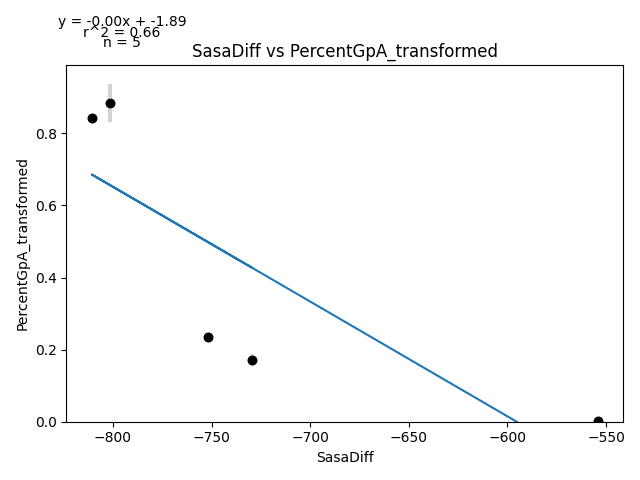 y = -0.00x + -1.89
r^2 = 0.66
n = 5
SasaDiff vs PercentGpA_transformed
PercentGpA_transformed
0.8
0.6
0.4
0.2
0.0
−800
−750
−700
−650
−600
−550
SasaDiff